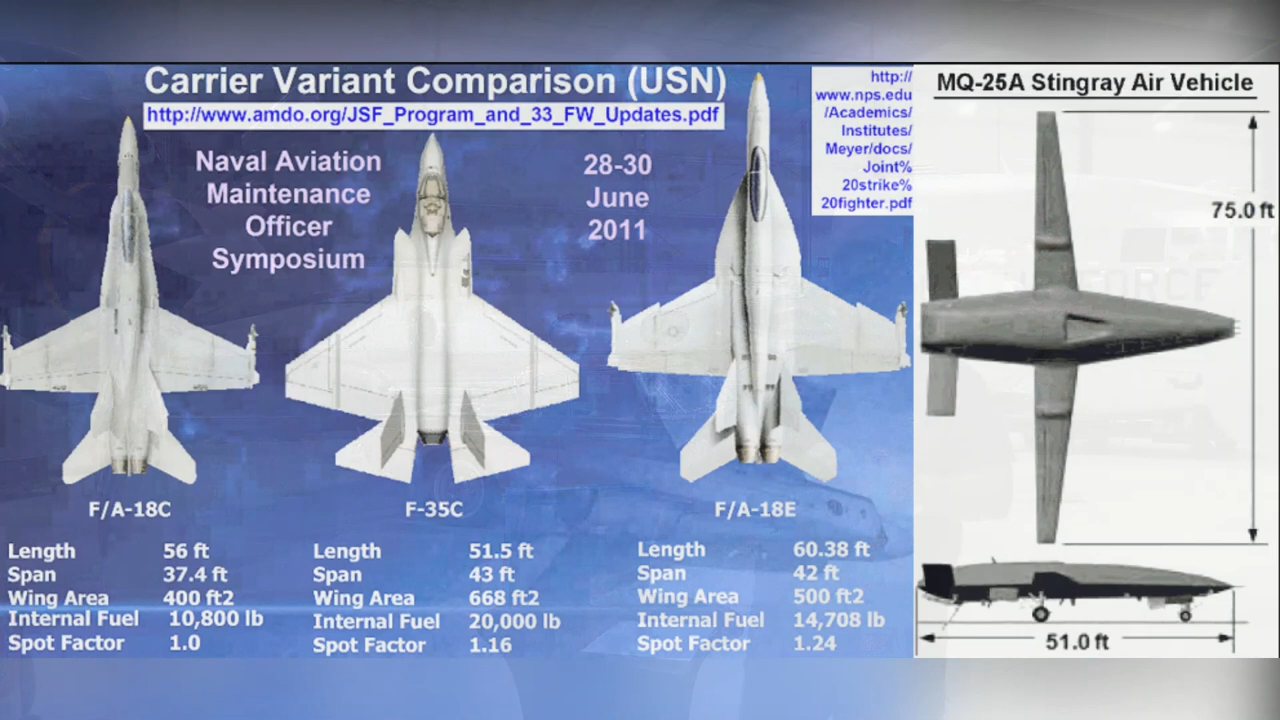 Carrier Variant Comparison (USN)
http://www.amdo.org/JSF_Program_and_33_FW_Updates.pdf
Naval Aviation
Maintenance
Officer
Symposium
28-30
June
2011
http://
www.nps.edu
/Academics/
Institutes/
Meyer/docs/
Joint%
20strike%
20fighter.pdf
F/A-18C
Length 56 ft
Span 37.4 ft
Wing Area 400 ft2
Internal Fuel 10,800 lb
Spot Factor 1.0
F-35C
Length 51.5 ft
Span 43 ft
Wing Area 668 ft2
Internal Fuel 20,000 lb
Spot Factor 1.16
F/A-18E
Length 60.38 ft
Span 42 ft
Wing Area 500 ft2
Internal Fuel 14,708 lb
Spot Factor 1.24
MQ-25A Stingray Air Vehicle
75.0 ft
51.0 ft